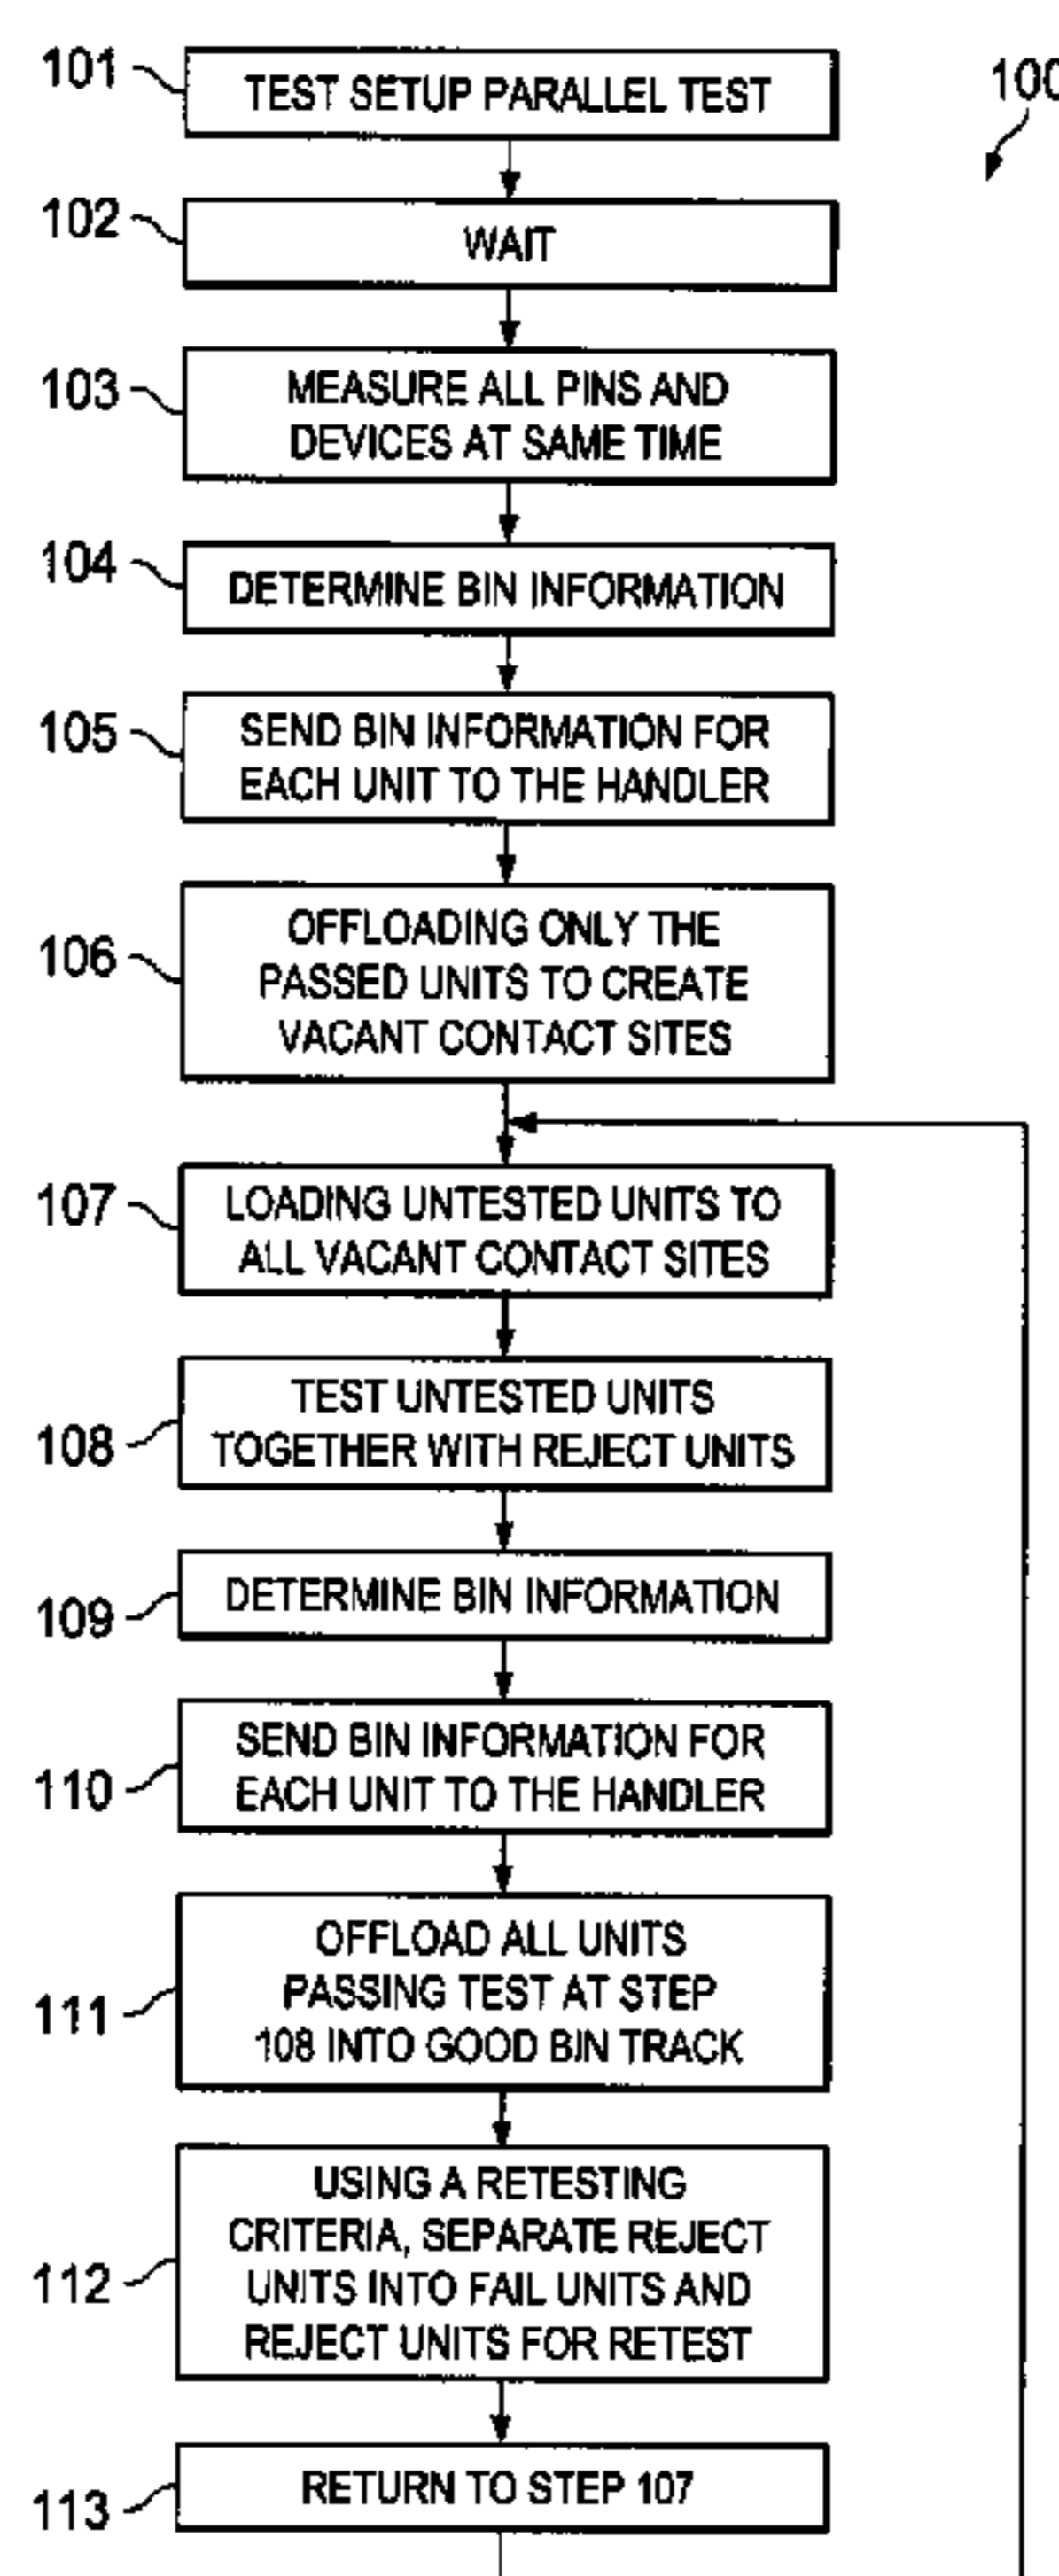 101
TEST SETUP PARALLEL TEST
100
102
WAIT
103
MEASURE ALL PINS AND
DEVICES AT SAME TIME
104
DETERMINE BIN INFORMATION
105
SEND BIN INFORMATION FOR
EACH UNIT TO THE HANDLER
106
OFFLOADING ONLY THE
PASSED UNITS TO CREATE
VACANT CONTACT SITES
107
LOADING UNTESTED UNITS TO
ALL VACANT CONTACT SITES
108
TEST UNTESTED UNITS
TOGETHER WITH REJECT UNITS
109
DETERMINE BIN INFORMATION
110
SEND BIN INFORMATION FOR
EACH UNIT TO THE HANDLER
111
OFFLOAD ALL UNITS
PASSING TEST AT STEP
108 INTO GOOD BIN TRACK
112
USING A RETESTING
CRITERIA, SEPARATE REJECT
UNITS INTO FAIL UNITS AND
REJECT UNITS FOR RETEST
113
RETURN TO STEP 107